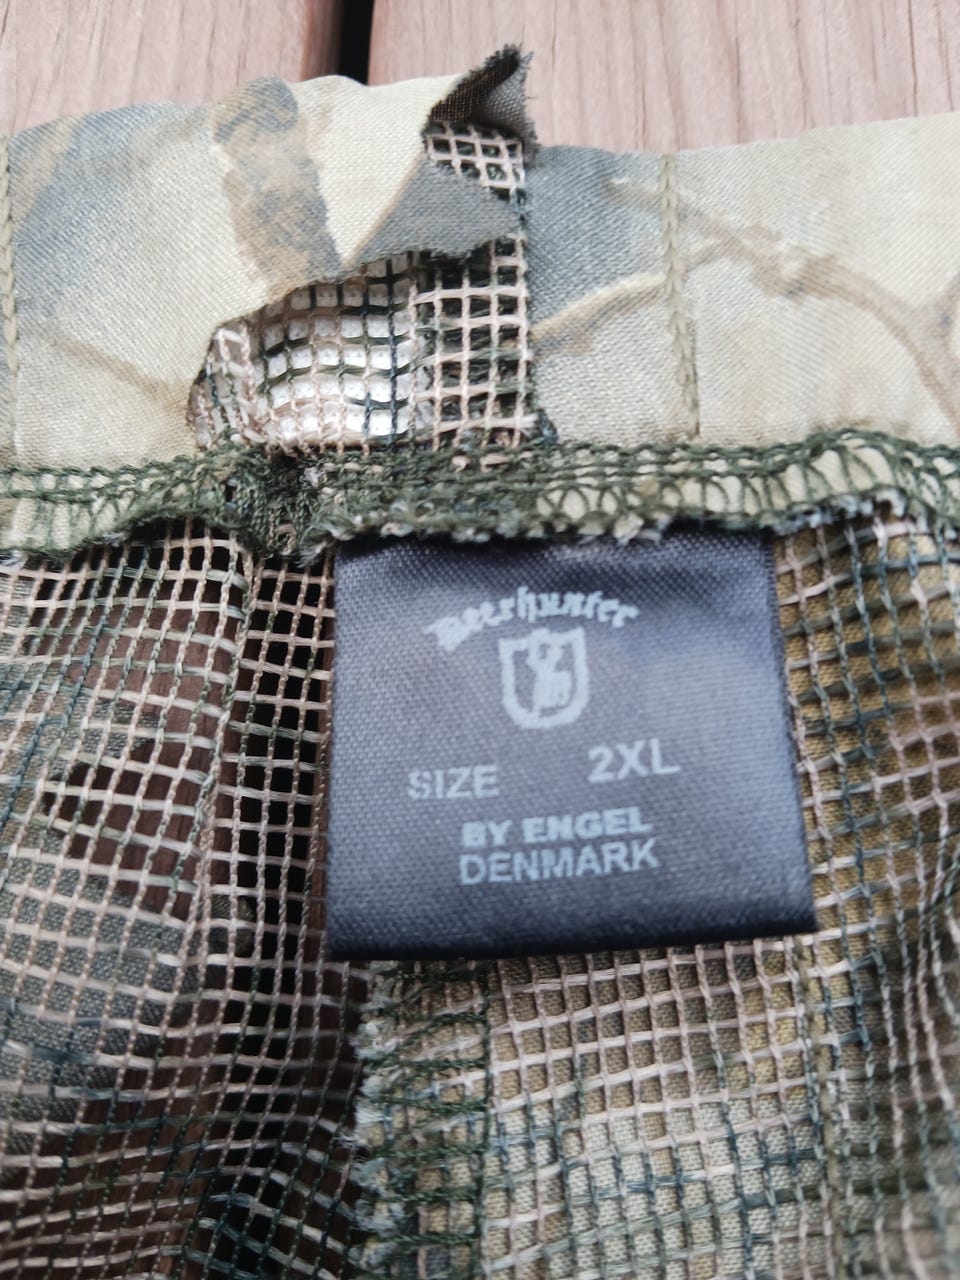 Deerhunter
SIZE 2XL
BY ENGEL
DENMARK